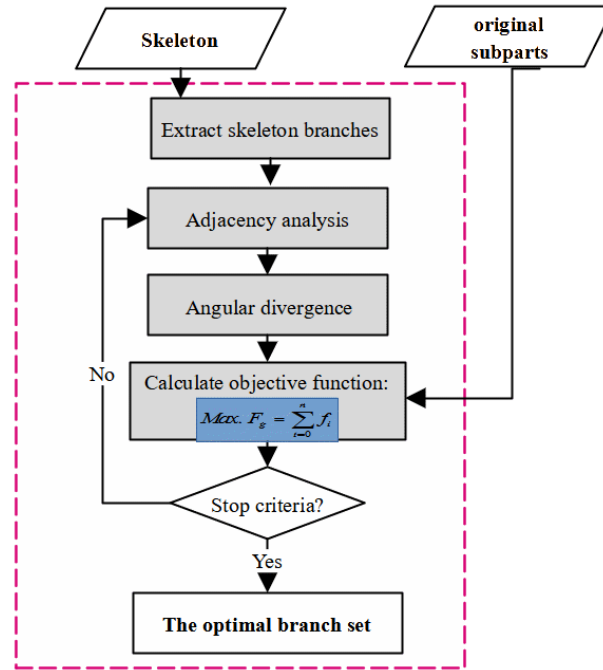 Skeleton
original
subparts
Extract skeleton branches
Adjacency analysis
Angular divergence
Calculate objective function:
Max. F_g = \sum_{i=0}^{n} f_i
No
Stop criteria?
Yes
The optimal branch set